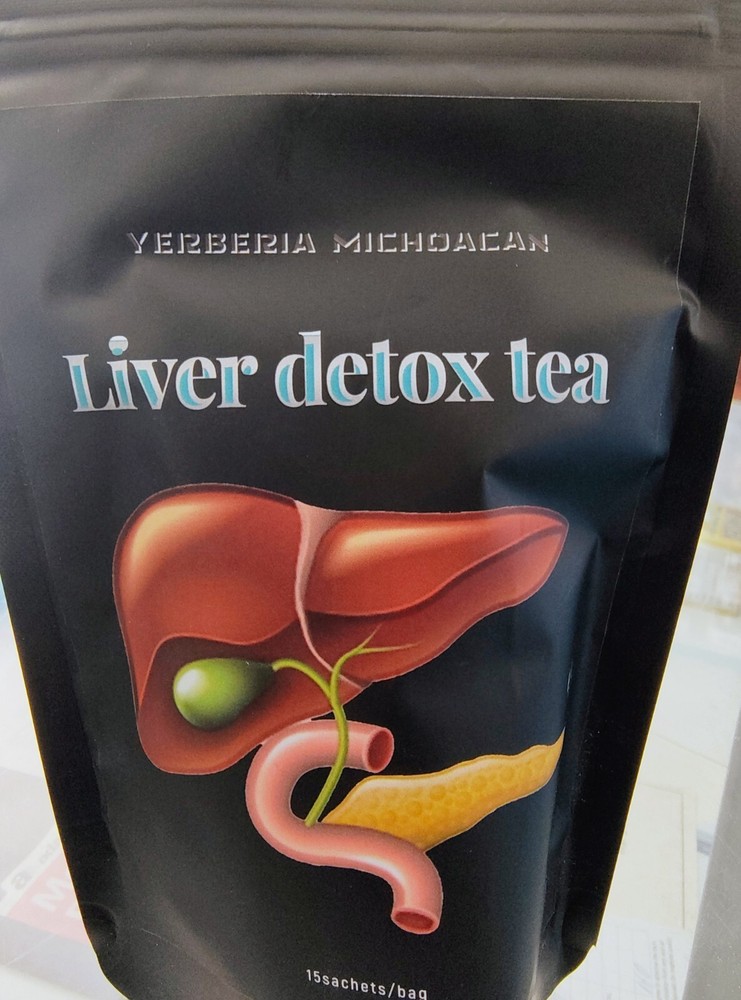 YERBERIA MICHOACAN
Liver detox tea
15sachets/bag